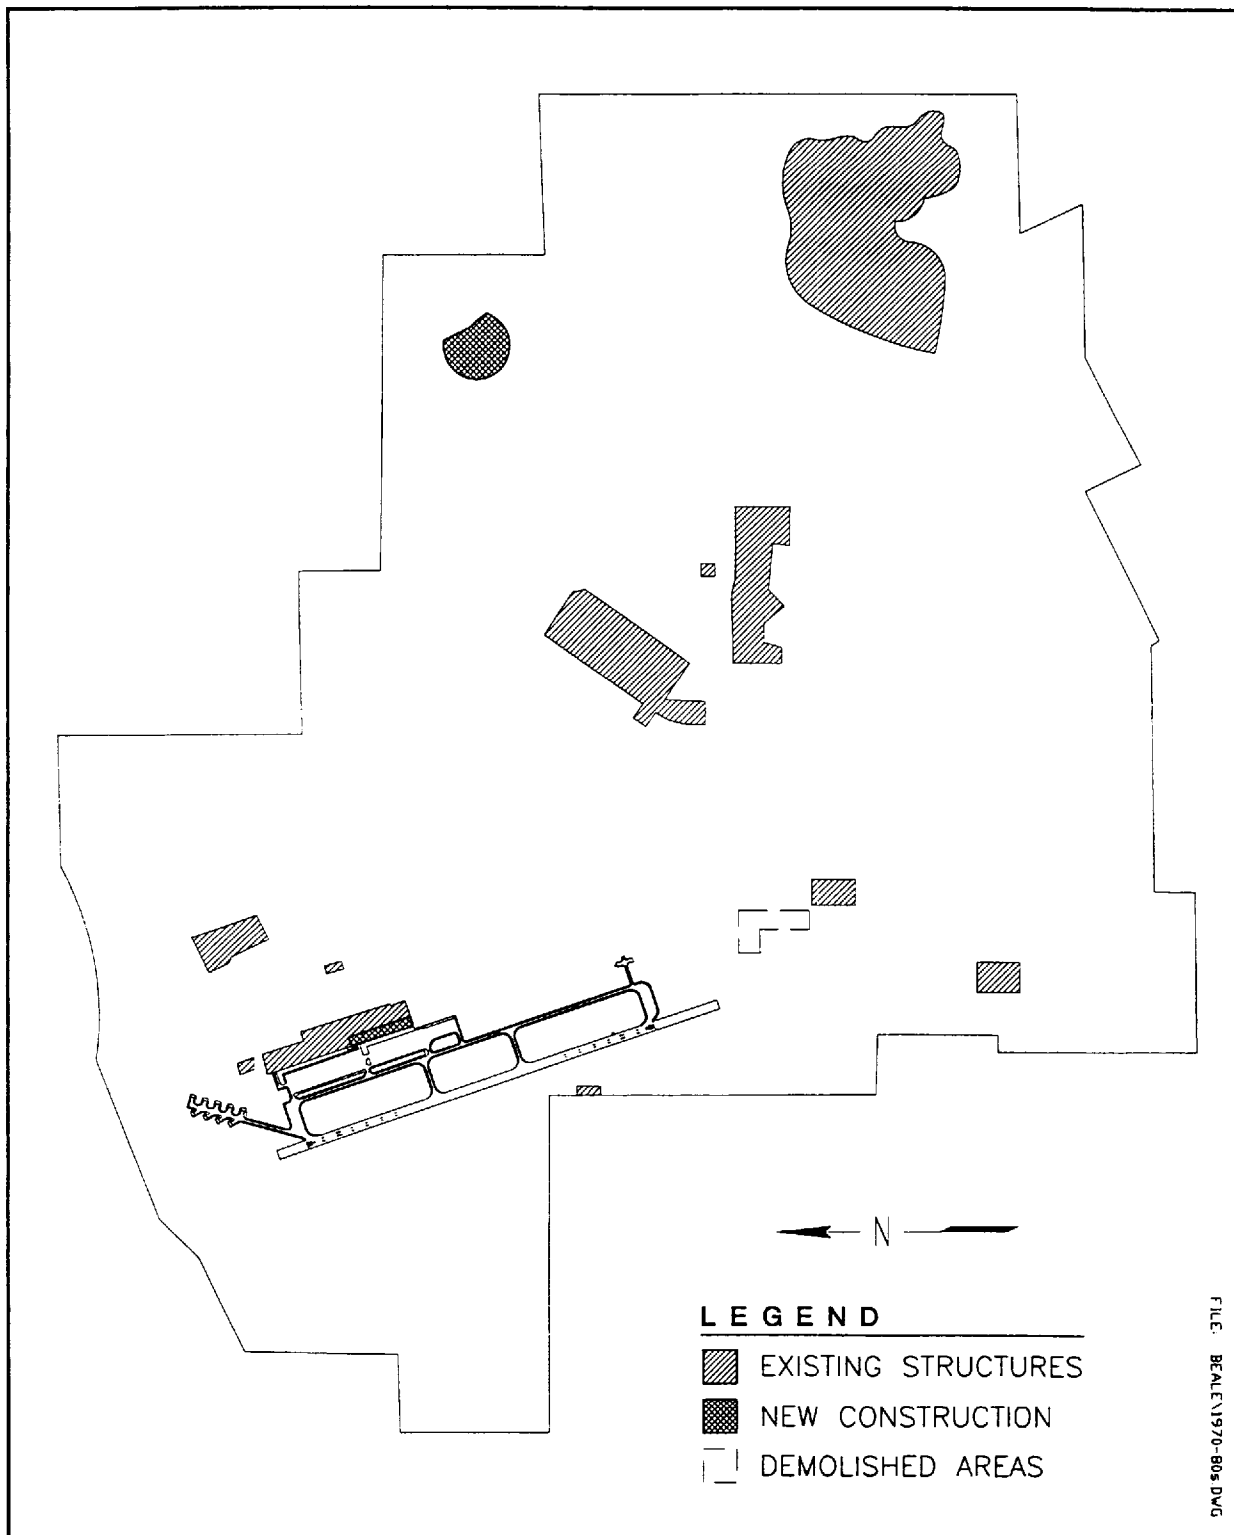 N
LEGEND
EXISTING STRUCTURES
NEW CONSTRUCTION
DEMOLISHED AREAS
FILE: BEALE\1970-80s.DWG